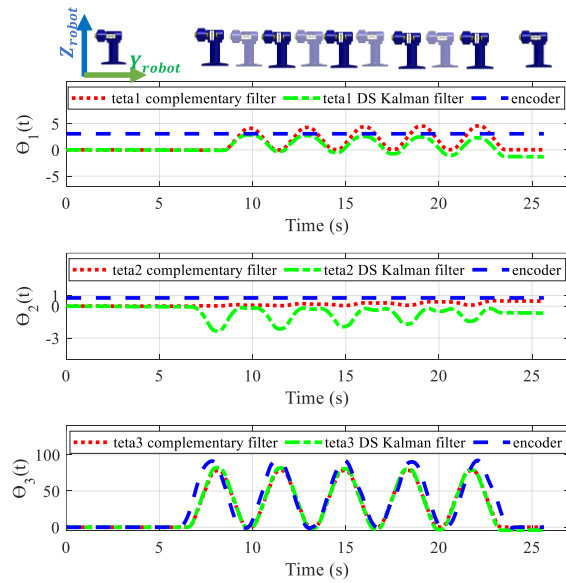 Z_robot
Y_robot
teta1 complementary filter teta1 DS Kalman filter encoder
Θ1(t)
5
0
-5
0 5 10 15 20 25
Time (s)
teta2 complementary filter teta2 DS Kalman filter encoder
Θ2(t)
1
0
-3
0 5 10 15 20 25
Time (s)
teta3 complementary filter teta3 DS Kalman filter encoder
Θ3(t)
100
50
0
0 5 10 15 20 25
Time (s)